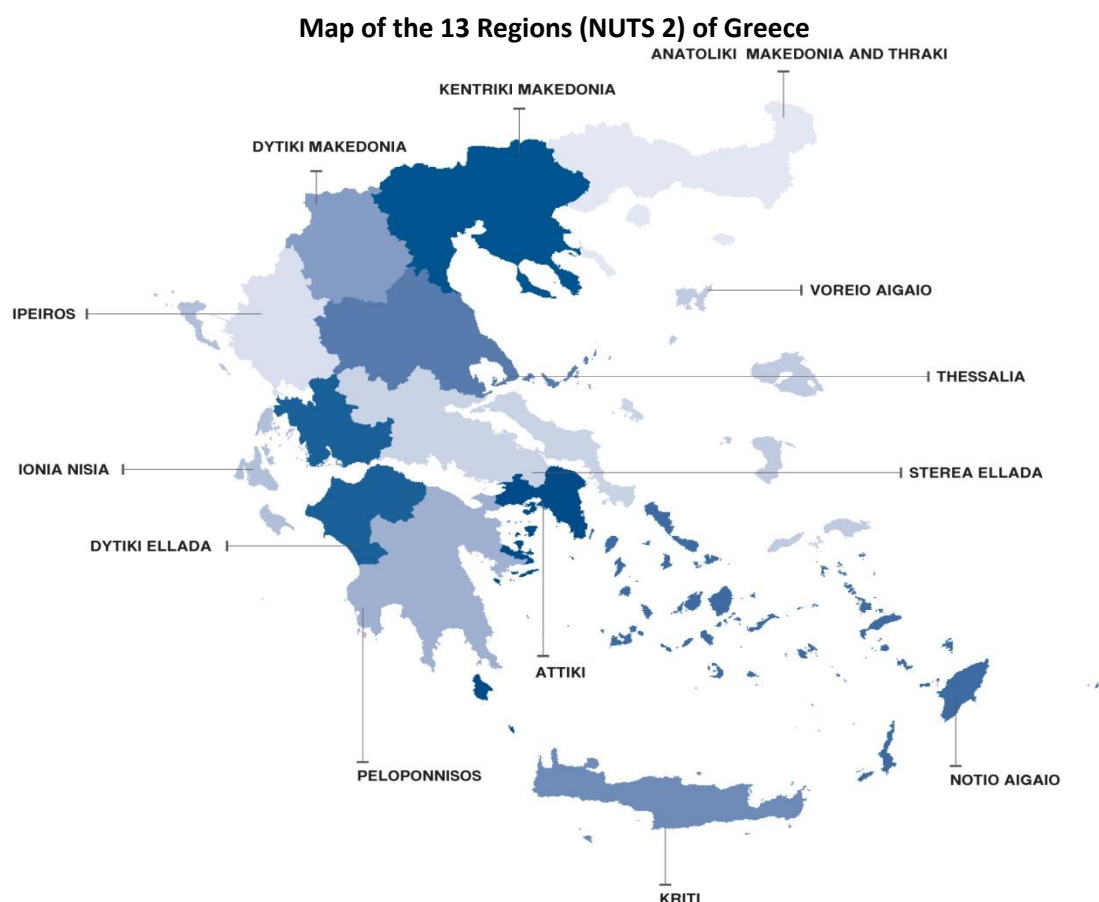 Map of the 13 Regions (NUTS 2) of Greece
ANATOLIKI MAKEDONIA AND THRAKI
KENTRIKI MAKEDONIA
DYTIKI MAKEDONIA
VOREIO AIGAIO
IPEIROS
THESSALIA
IONIA NISIA
STEREA ELLADA
DYTIKI ELLADA
ATTIKI
PELOPONNISOS
NOTIO AIGAIO
KRITI